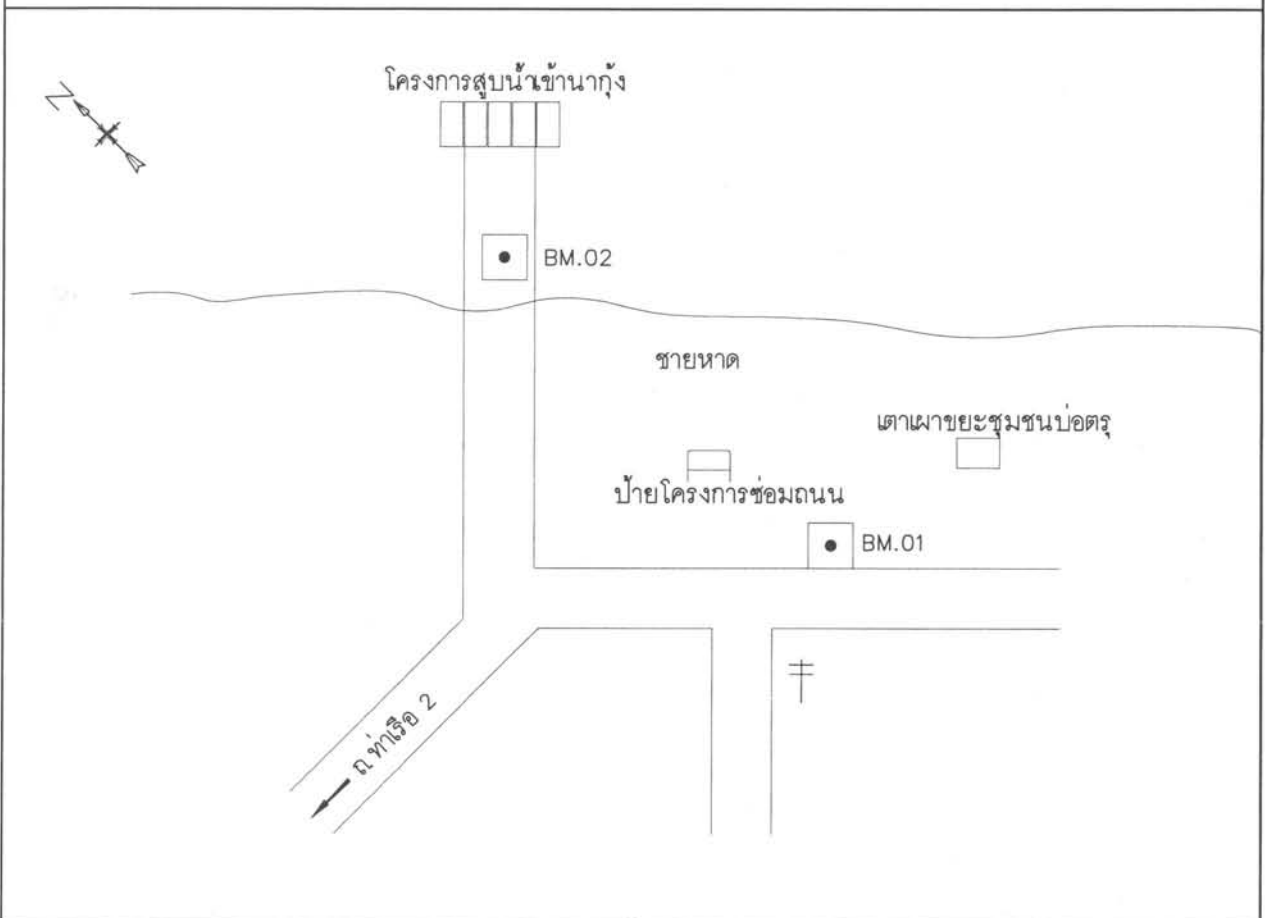 โครงการสูบน้ำเข้านากุ้ง
N
BM.02
ชายหาด
เตาเผาขยะชุมชนบ่อตรุ
ป้ายโครงการซ่อมถนน
BM.01
ถ.ท่าเรือ 2